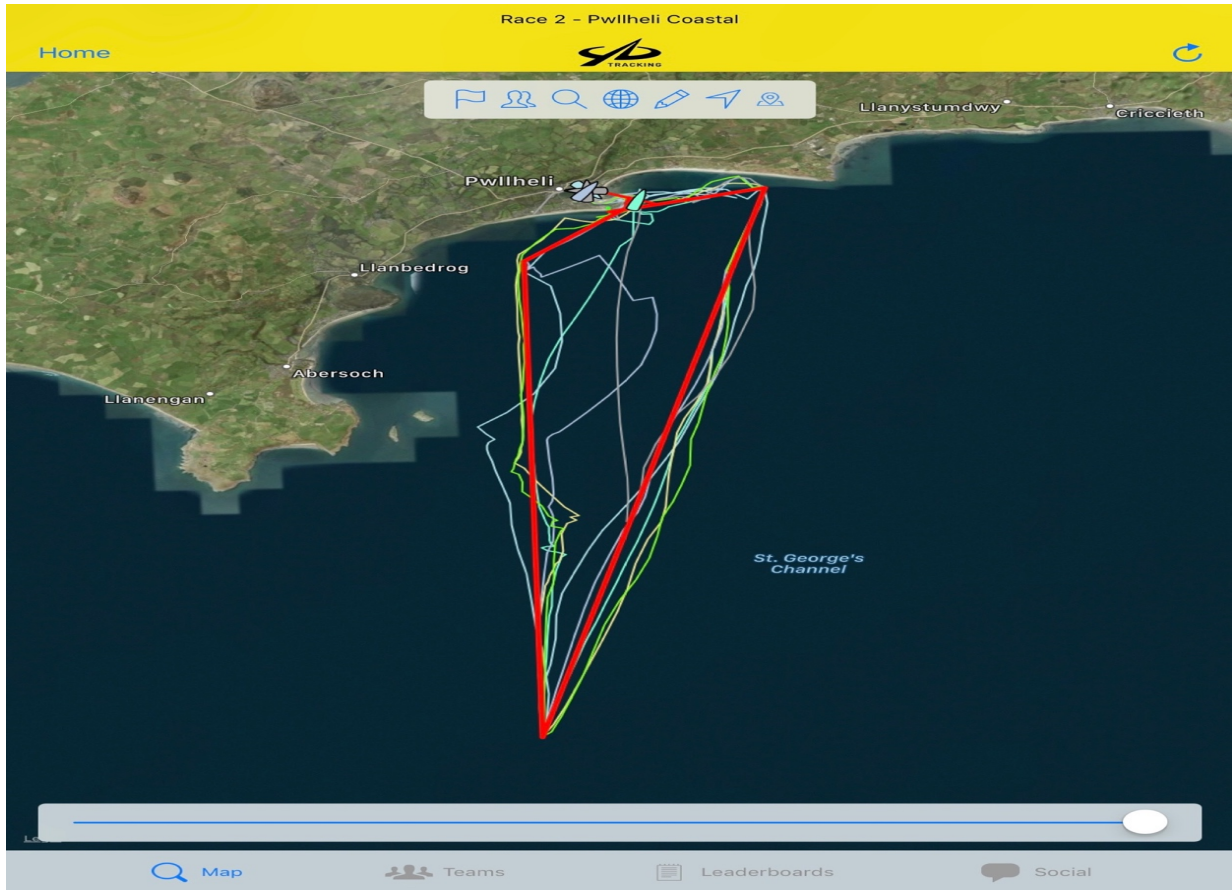 Race 2 - Pwllheli Coastal
Home
TRACKING
Llanystumdwy
Criccieth
Pwllheli
Llanbedrog
Abersoch
Llanengan
St. George's
Channel
Map
Teams
Leaderboards
Social